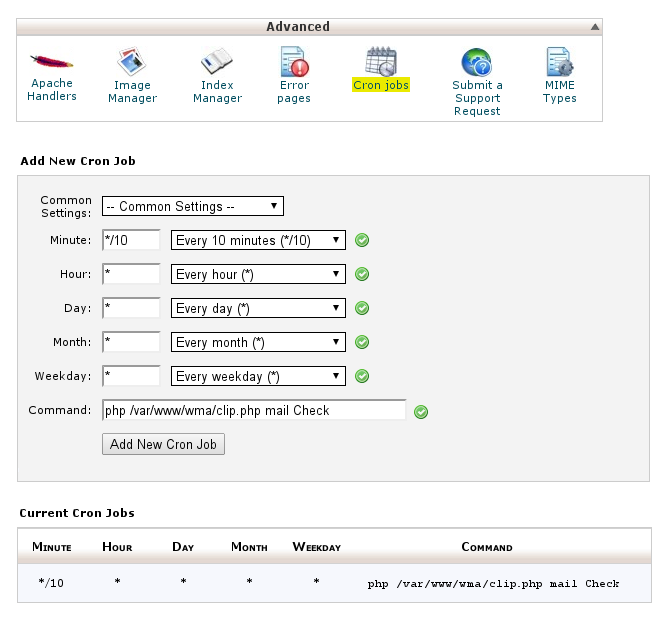 Advanced
Apache Handlers
Image Manager
Index Manager
Error pages
Cron jobs
Submit a Support Request
MIME Types
Add New Cron Job
Common Settings: -- Common Settings --
Minute: */10 Every 10 minutes (*/10)
Hour: * Every hour (*)
Day: * Every day (*)
Month: * Every month (*)
Weekday: * Every weekday (*)
Command: php /var/www/wma/clip.php mail Check
Add New Cron Job
Current Cron Jobs
Minute Hour Day Month Weekday Command
*/10 * * * * php /var/www/wma/clip.php mail Check